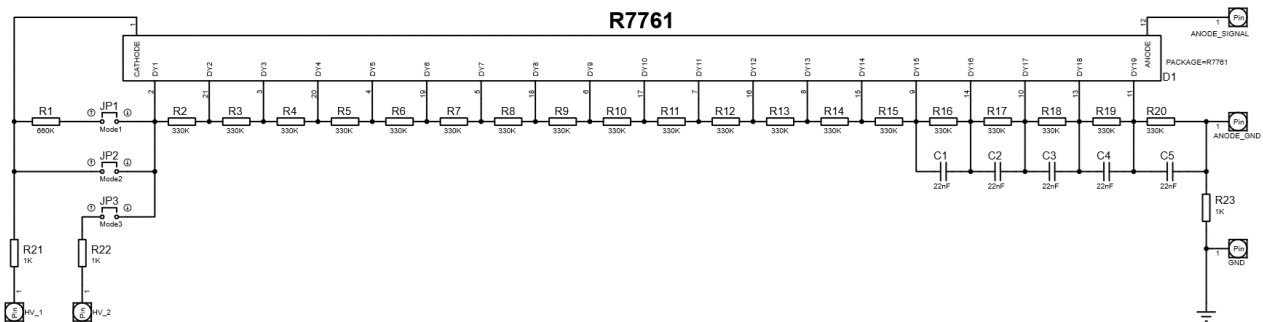 R7761
Pin
1
ANODE_SIGNAL
1
12
CATHODE
DY1
DY2
DY3
DY4
DY5
DY6
DY7
DY8
DY9
DY10
DY11
DY12
DY13
DY14
DY15
DY16
DY17
DY18
DY19
ANODE
PACKAGE=R7761
D1
2
21
3
20
4
19
5
18
6
17
7
16
8
15
9
14
10
13
11
R1
660K
JP1
Mode1
R2
330K
R3
330K
R4
330K
R5
330K
R6
330K
R7
330K
R8
330K
R9
330K
R10
330K
R11
330K
R12
330K
R13
330K
R14
330K
R15
330K
R16
330K
R17
330K
R18
330K
R19
330K
R20
330K
Pin
1
ANODE_GND
JP2
Mode2
C1
22nF
C2
22nF
C3
22nF
C4
22nF
C5
22nF
JP3
Mode3
R23
1K
R21
1K
R22
1K
Pin
1
GND
1
Pin
HV_1
1
Pin
HV_2